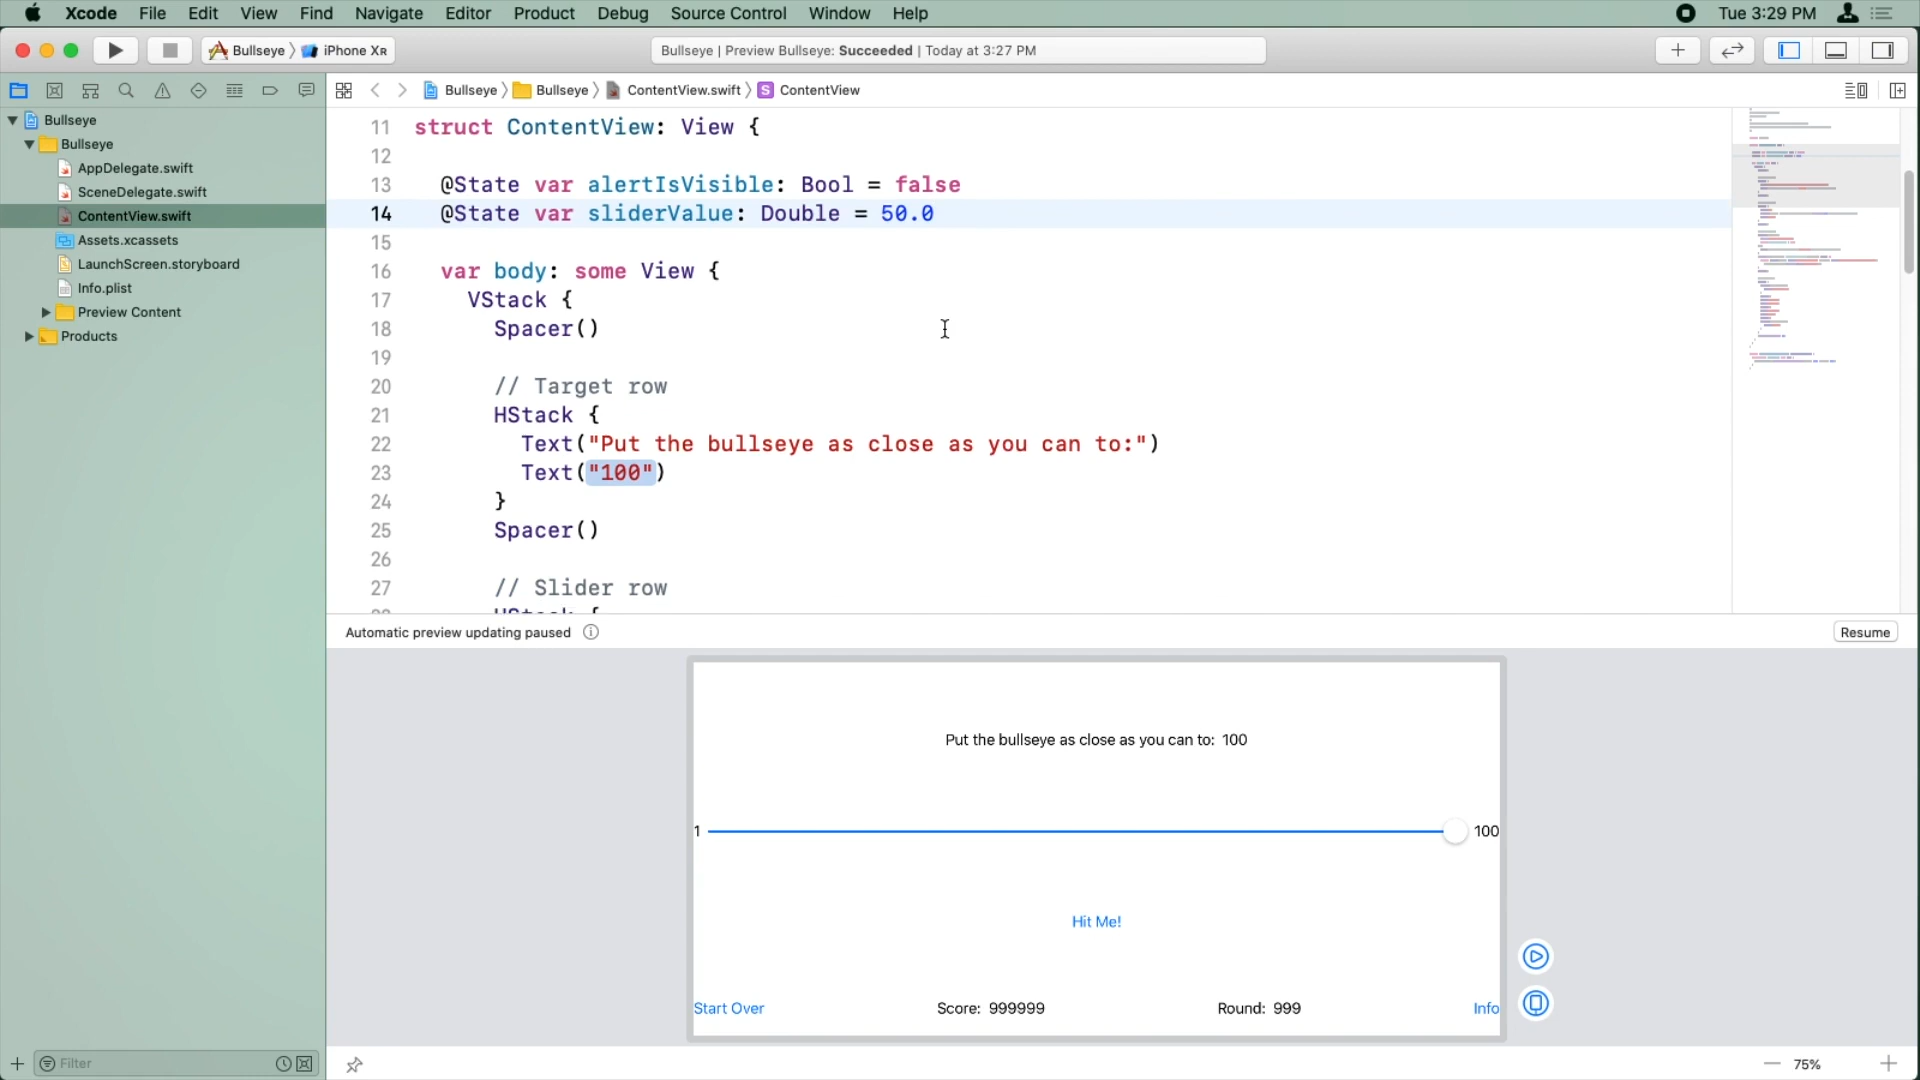 Xcode File Edit View Find Navigate Editor Product Debug Source Control Window Help Tue 3:29 PM
Bullseye iPhone XR Bullseye | Preview Bullseye: Succeeded | Today at 3:27 PM
Bullseye Bullseye ContentView.swift S ContentView
Bullseye
Bullseye
AppDelegate.swift
SceneDelegate.swift
ContentView.swift
Assets.xcassets
LaunchScreen.storyboard
Info.plist
Preview Content
Products
Filter
11 struct ContentView: View {
12
13 @State var alertIsVisible: Bool = false
14 @State var sliderValue: Double = 50.0
15
16 var body: some View {
17 VStack {
18 Spacer()
19
20 // Target row
21 HStack {
22 Text("Put the bullseye as close as you can to:")
23 Text("100")
24 }
25 Spacer()
26
27 // Slider row
28 HStack {
Automatic preview updating paused Resume
Put the bullseye as close as you can to: 100
1 100
Hit Me!
Start Over Score: 999999 Round: 999 Info
75%